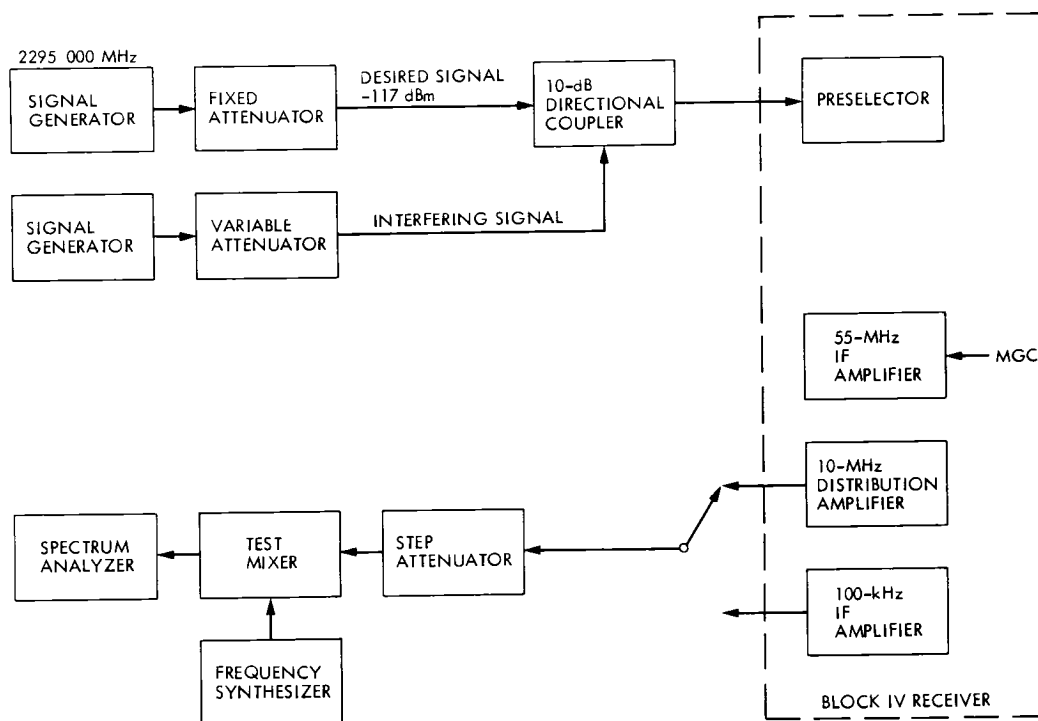 2295 000 MHz
SIGNAL
GENERATOR
FIXED
ATTENUATOR
DESIRED SIGNAL
-117 dBm
10-dB
DIRECTIONAL
COUPLER
PRESELECTOR
SIGNAL
GENERATOR
VARIABLE
ATTENUATOR
INTERFERING SIGNAL
55-MHz
IF
AMPLIFIER
MGC
10-MHz
DISTRIBUTION
AMPLIFIER
SPECTRUM
ANALYZER
TEST
MIXER
STEP
ATTENUATOR
100-kHz
IF
AMPLIFIER
FREQUENCY
SYNTHESIZER
BLOCK IV RECEIVER